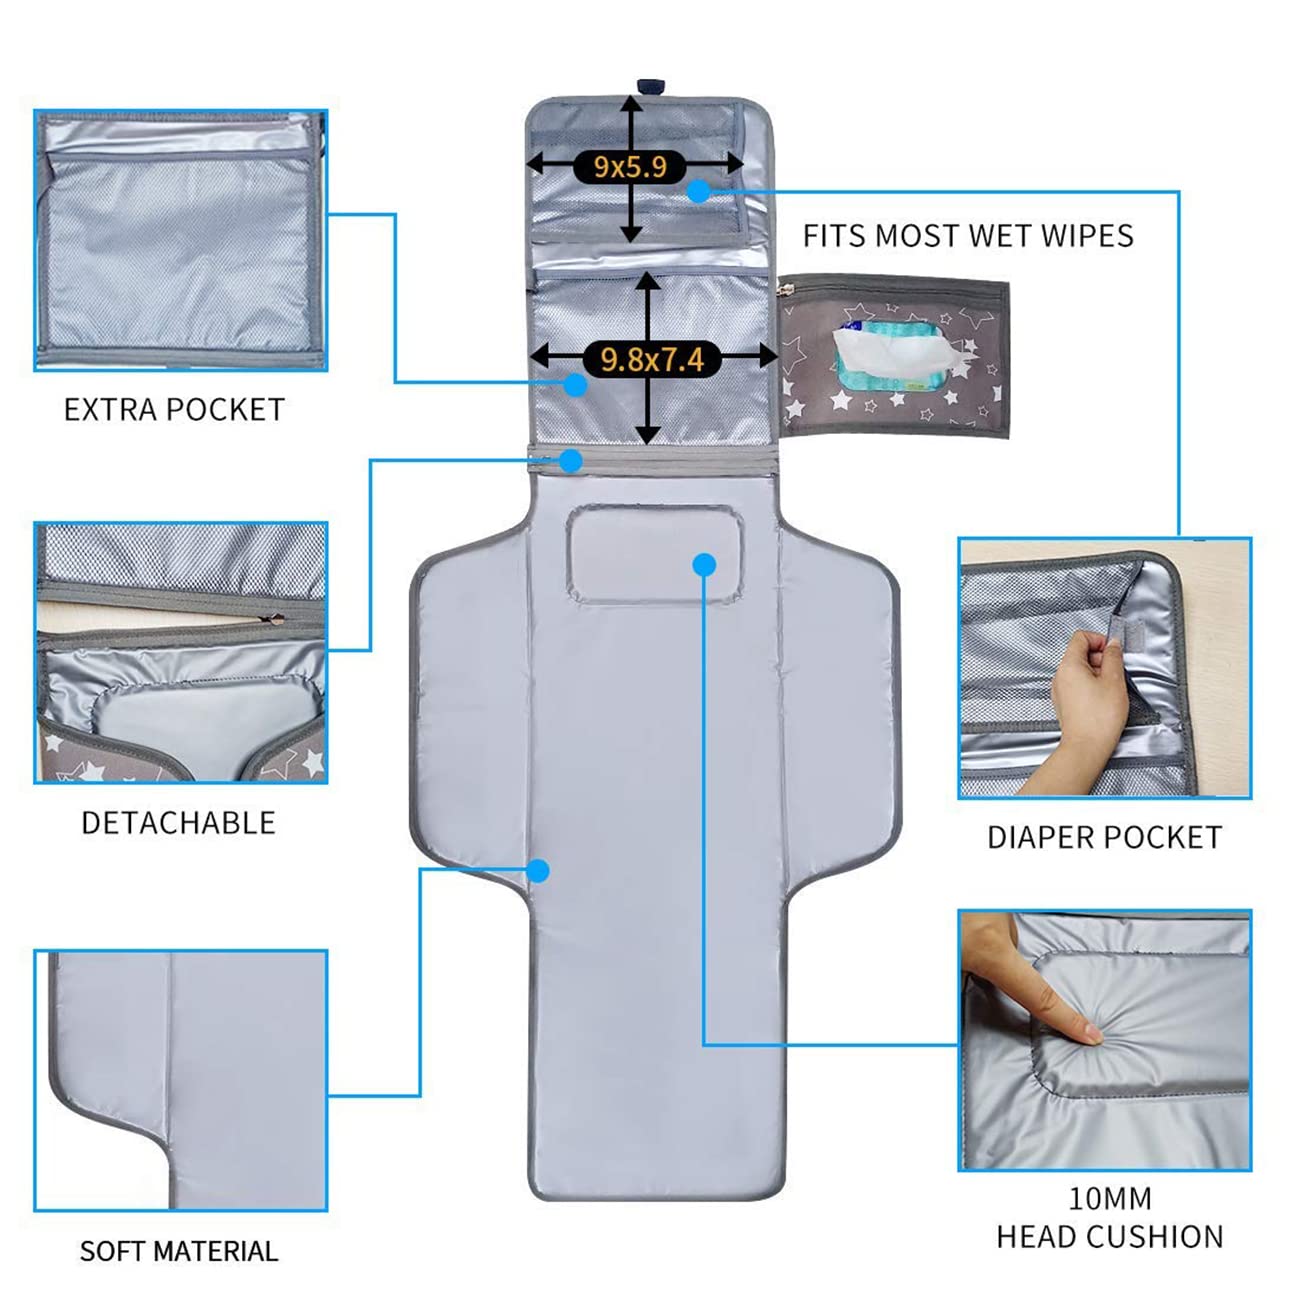 9x5.9
FITS MOST WET WIPES
9.8x7.4
EXTRA POCKET
DETACHABLE
DIAPER POCKET
SOFT MATERIAL
10MM
HEAD CUSHION